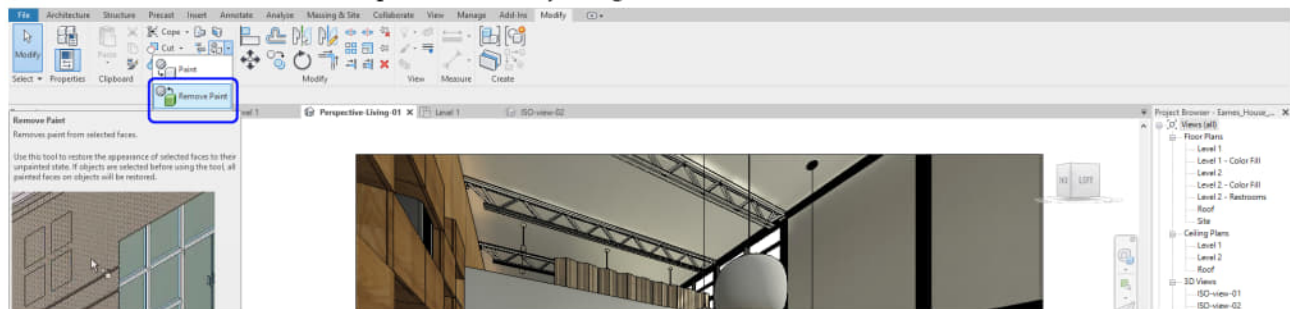 File Architecture Structure Precast Insert Annotate Analyze Massing & Site Collaborate View Manage Add-Ins Modify
Cope
Cut
Modify
Paste
Paint
Select Properties Clipboard Modify View Measure Create
Remove Paint
Level 1 Perspective-Living-01 Level 1 ISO-view-02
Project Browser - Eames_House_...
Remove Paint
Removes paint from selected faces.
Use this tool to restore the appearance of selected faces to their
unpainted state. If objects are selected before using the tool, all
painted faces on objects will be restored.
LEFT
Views (all)
Floor Plans
Level 1
Level 1 - Color Fill
Level 2
Level 2 - Color Fill
Level 2 - Restrooms
Roof
Site
Ceiling Plans
Level 1
Level 2
Roof
3D Views
ISO-view-01
ISO-view-02